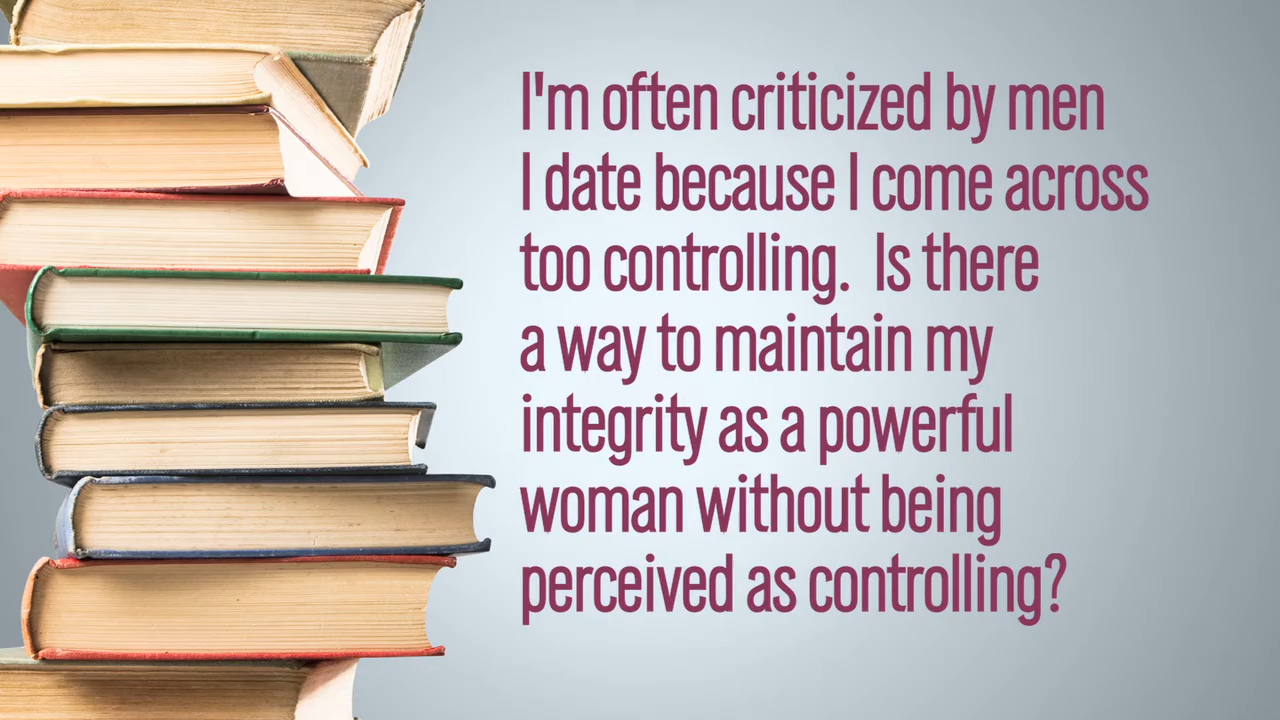 I'm often criticized by men
I date because I come across
too controlling.  Is there
a way to maintain my
integrity as a powerful
woman without being
perceived as controlling?